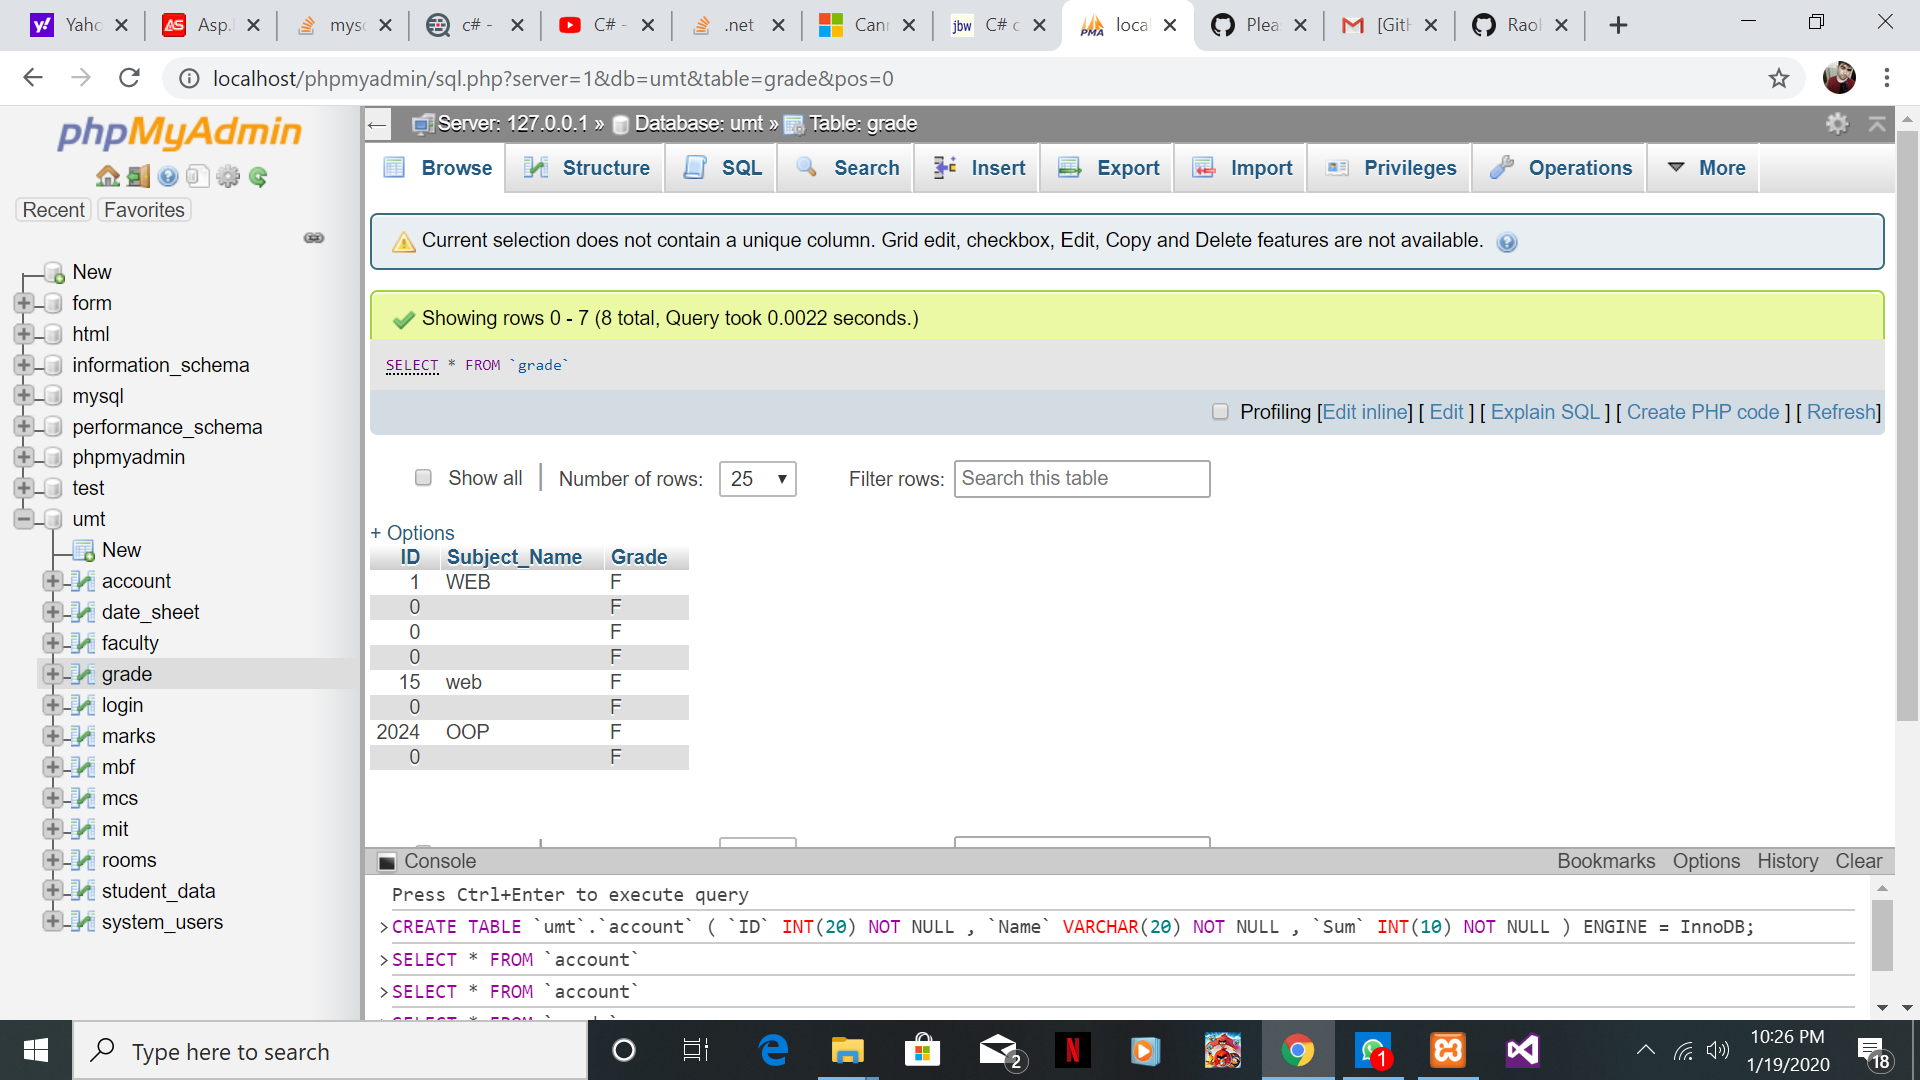 Yaho
Asp.
mysc
c# -
C# -
.net
Canr
jbw C# c
PMA local
Plea
[GitH
Raol
localhost/phpmyadmin/sql.php?server=1&db=umt&table=grade&pos=0
phpMyAdmin
Recent Favorites
New
form
html
information_schema
mysql
performance_schema
phpmyadmin
test
umt
New
account
date_sheet
faculty
grade
login
marks
mbf
mcs
mit
rooms
student_data
system_users
Server: 127.0.0.1 » Database: umt » Table: grade
Browse Structure SQL Search Insert Export Import Privileges Operations More
Current selection does not contain a unique column. Grid edit, checkbox, Edit, Copy and Delete features are not available.
Showing rows 0 - 7 (8 total, Query took 0.0022 seconds.)
SELECT * FROM `grade`
Profiling [Edit inline] [ Edit ] [ Explain SQL ] [ Create PHP code ] [ Refresh]
Show all Number of rows: 25 Filter rows: Search this table
+ Options
ID Subject_Name Grade
1 WEB F
0 F
0 F
0 F
15 web F
0 F
2024 OOP F
0 F
Console Bookmarks Options History Clear
Press Ctrl+Enter to execute query
>CREATE TABLE `umt`.`account` ( `ID` INT(20) NOT NULL , `Name` VARCHAR(20) NOT NULL , `Sum` INT(10) NOT NULL ) ENGINE = InnoDB;
>SELECT * FROM `account`
>SELECT * FROM `account`
Type here to search
2
1
10:26 PM
1/19/2020
18